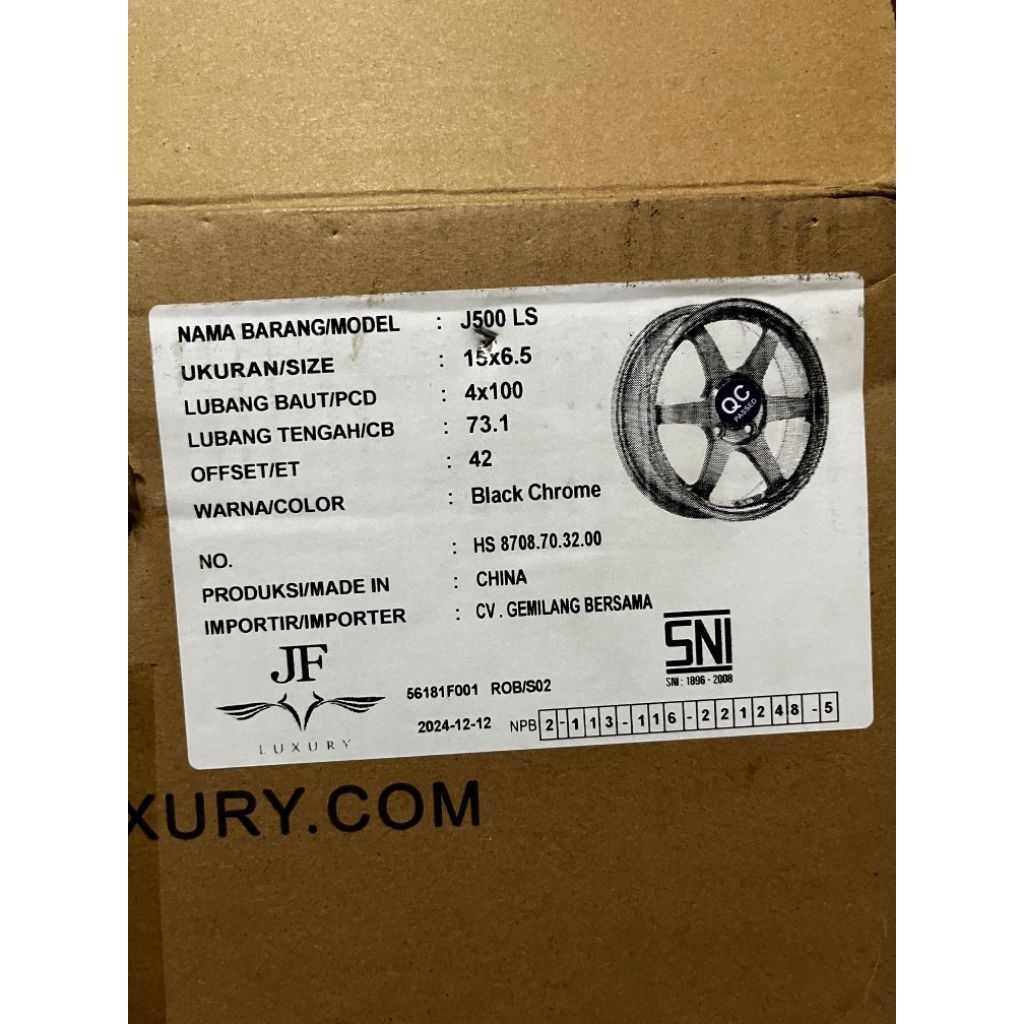 NAMA BARANG/MODEL : J500 LS
UKURAN/SIZE : 15x6.5
LUBANG BAUT/PCD : 4x100
LUBANG TENGAH/CB : 73.1
OFFSET/ET : 42
WARNA/COLOR : Black Chrome
NO. : HS 8708.70.32.00
PRODUKSI/MADE IN : CHINA
IMPORTIR/IMPORTER : CV . GEMILANG BERSAMA
QC
PASSED
JF
LUXURY
56181F001 ROB/S02
2024-12-12 NPB 2-113-116-221248-5
SNI
SNI : 1896 - 2008
XURY.COM